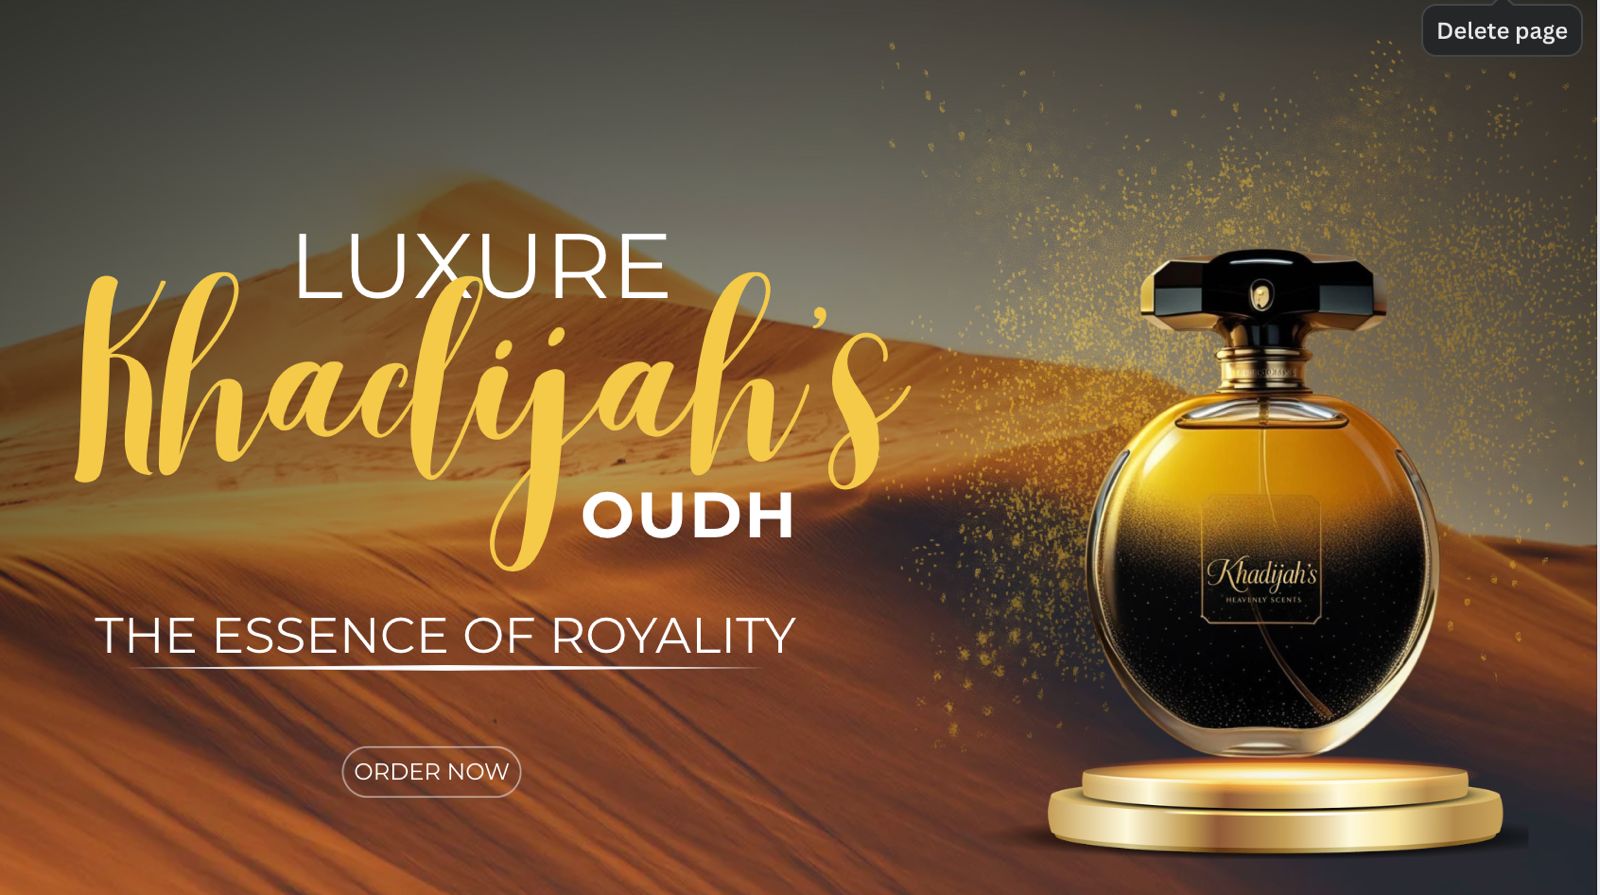 Delete page
LUXURE
Khadijah's
OUDH
THE ESSENCE OF ROYALITY
ORDER NOW
Khadijah's
HEAVENLY SCENTS